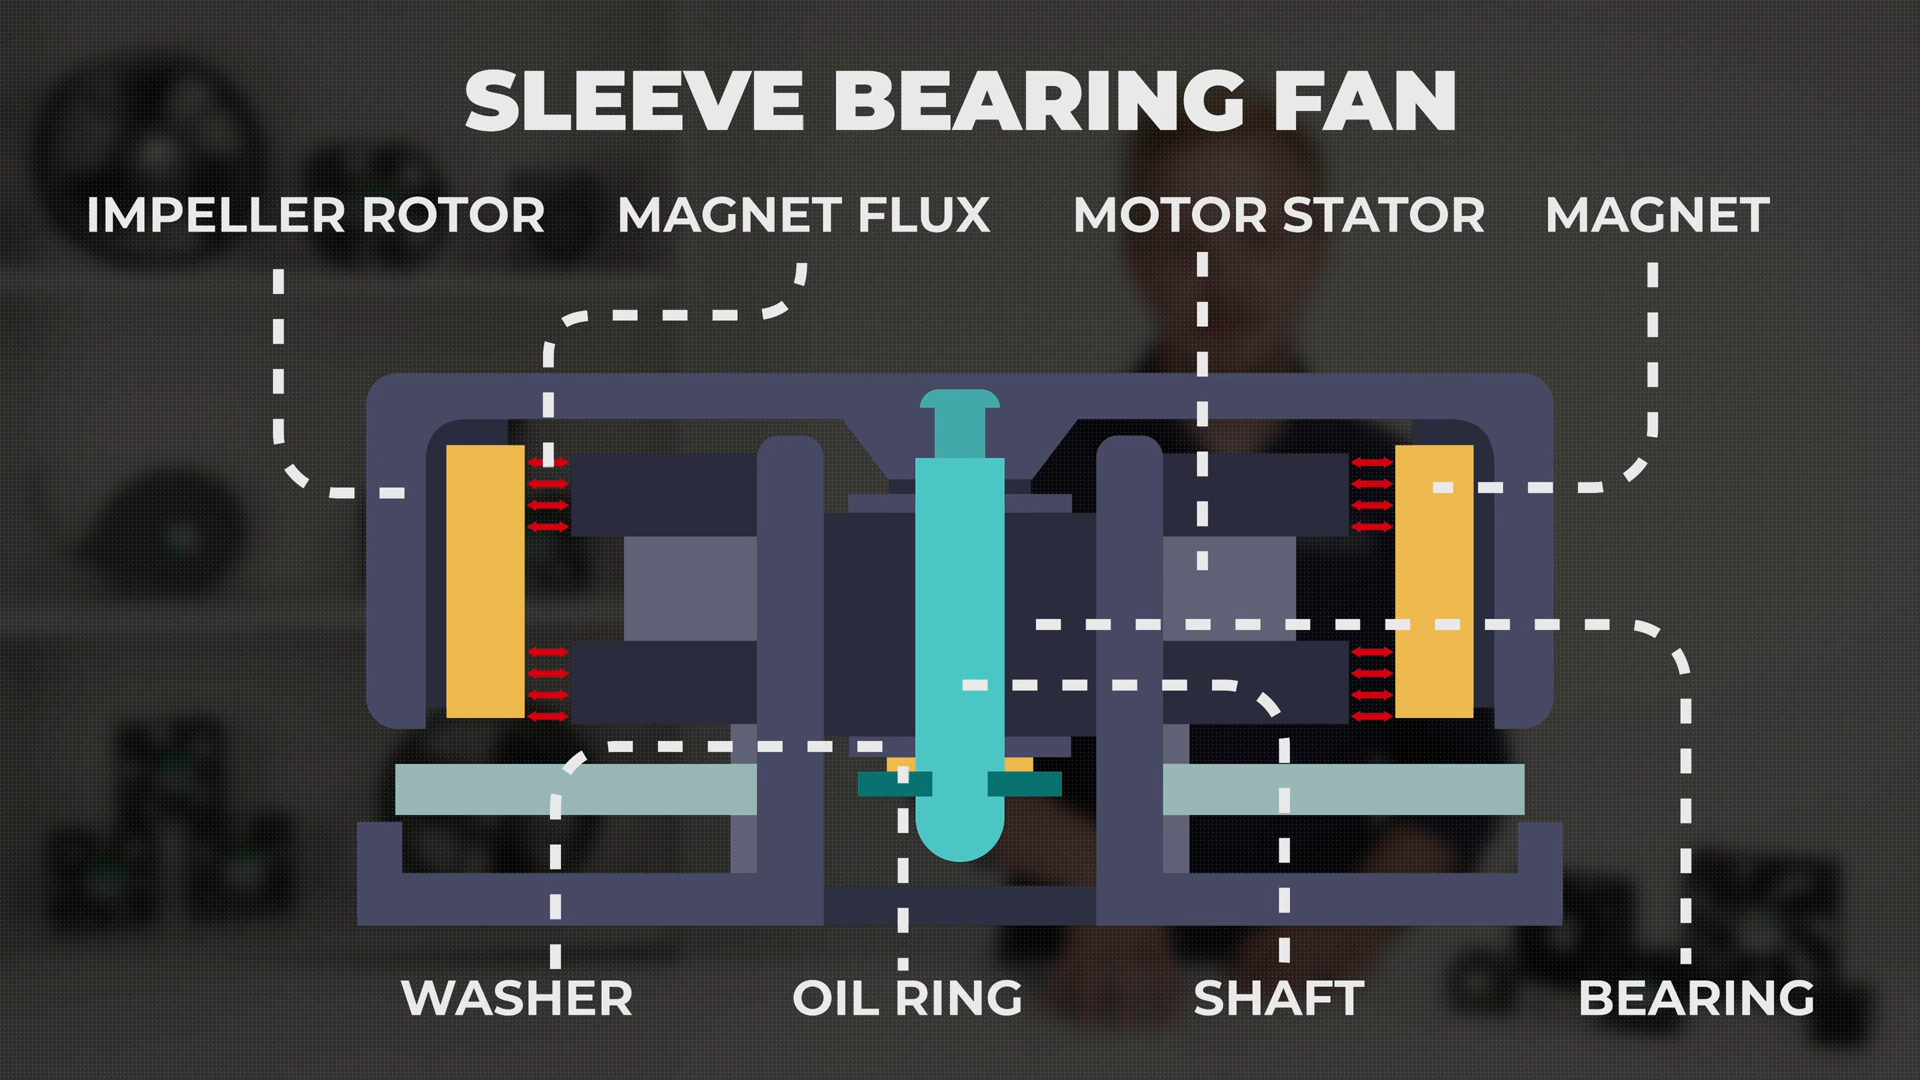 SLEEVE BEARING FAN
IMPELLER ROTOR MAGNET FLUX MOTOR STATOR MAGNET
WASHER OIL RING SHAFT BEARING